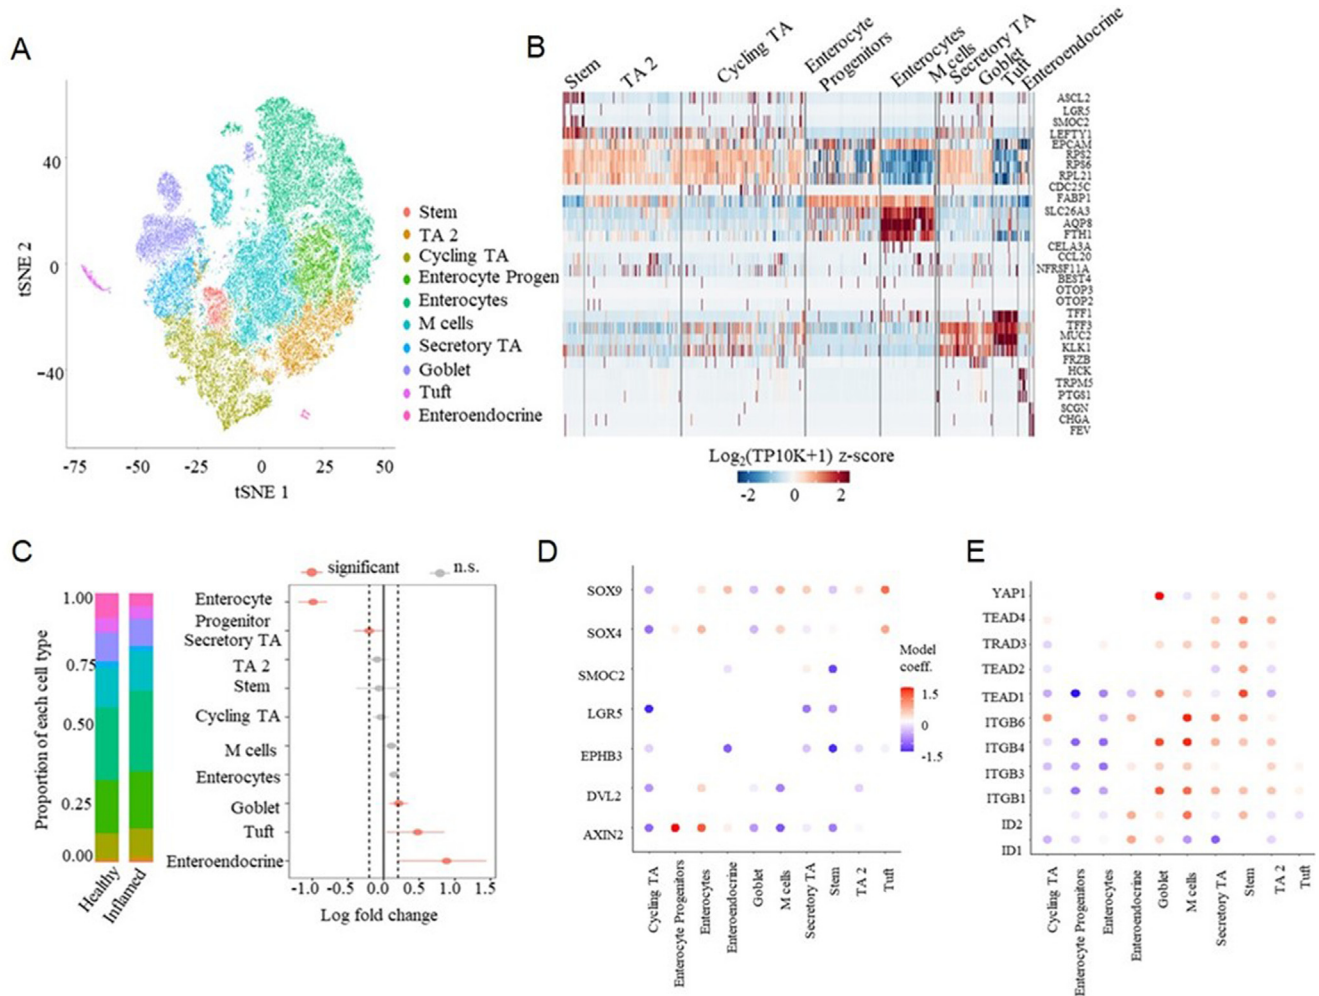 A
tSNE 2
40
0
−40
-75
-50
-25
0
25
50
tSNE 1
Stem
TA 2
Cycling TA
Enterocyte Progen
Enterocytes
M cells
Secretory TA
Goblet
Tuft
Enteroendocrine
B
Stem
TA 2
Cycling TA
Enterocyte
Progenitors
Enterocytes
M cells
Secretory TA
Goblet
Tuft
Enteroendocrine
ASCL2
LGR5
SMOC2
LEFTY1
EPCAM
RPS2
RPS6
RPL21
CDC25C
FABP1
SLC26A3
AQP8
FTH1
CELA3A
CCL20
NFRSF11A
BEST4
OTOP3
OTOP2
TFF1
TFF3
MUC2
KLK1
FRZB
HCK
TRPM5
PTGS1
SCGN
CHGA
FEV
Log2(TP10K+1) z-score
-2
0
2
C
Proportion of each cell type
1.00
0.75
0.50
0.25
0.00
Healthy
Inflamed
significant
n.s.
Enterocyte
Progenitor
Secretory TA
TA 2
Stem
Cycling TA
M cells
Enterocytes
Goblet
Tuft
Enteroendocrine
-1.0
-0.5
0.0
0.5
1.0
1.5
Log fold change
D
SOX9
SOX4
SMOC2
LGR5
EPHB3
DVL2
AXIN2
Cycling TA
Enterocyte Progenitors
Enterocytes
Enteroendocrine
Goblet
M cells
Secretory TA
Stem
TA 2
Tuft
Model
coeff.
1.5
0
-1.5
E
YAP1
TEAD4
TRAD3
TEAD2
TEAD1
ITGB6
ITGB4
ITGB3
ITGB1
ID2
ID1
Cycling TA
Enterocyte Progenitors
Enterocytes
Enteroendocrine
Goblet
M cells
Secretory TA
Stem
TA 2
Tuft